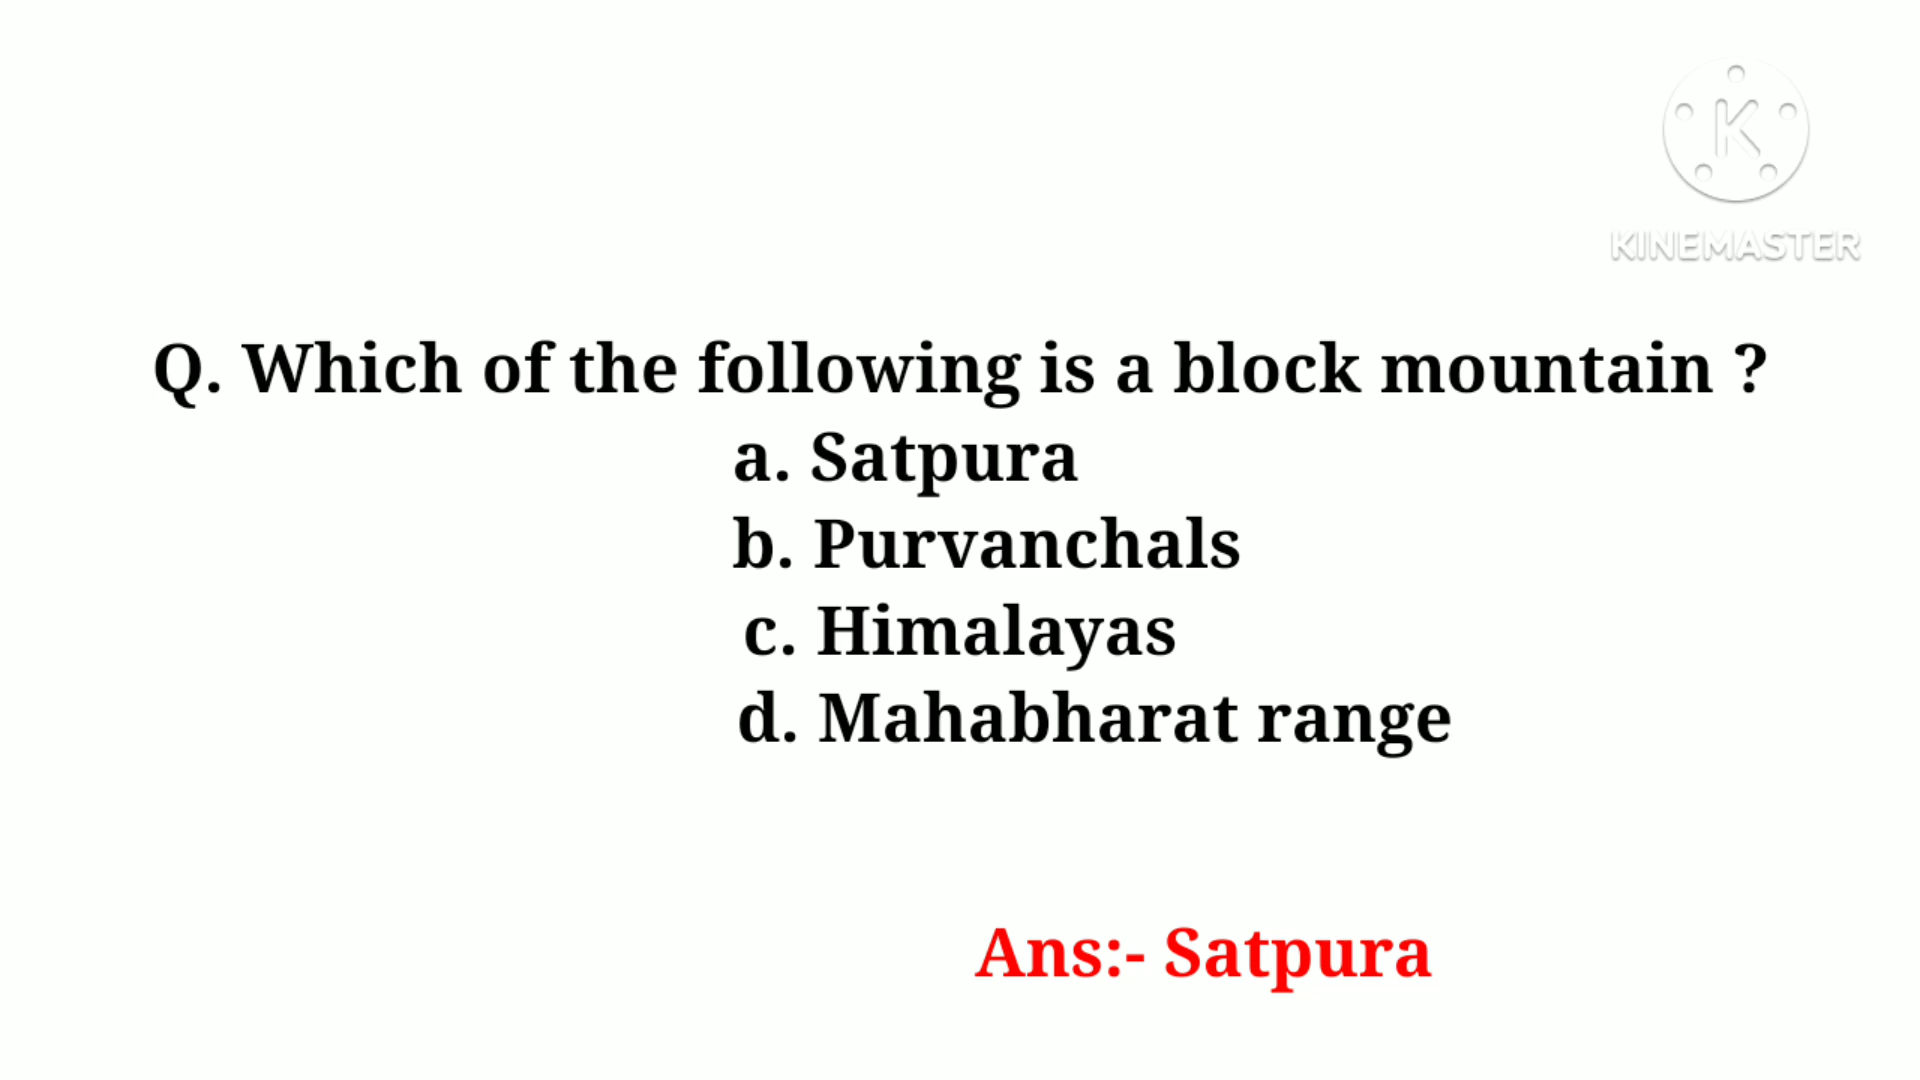 K
KINEMASTER
Q. Which of the following is a block mountain ?
a. Satpura
b. Purvanchals
c. Himalayas
d. Mahabharat range
Ans:- Satpura